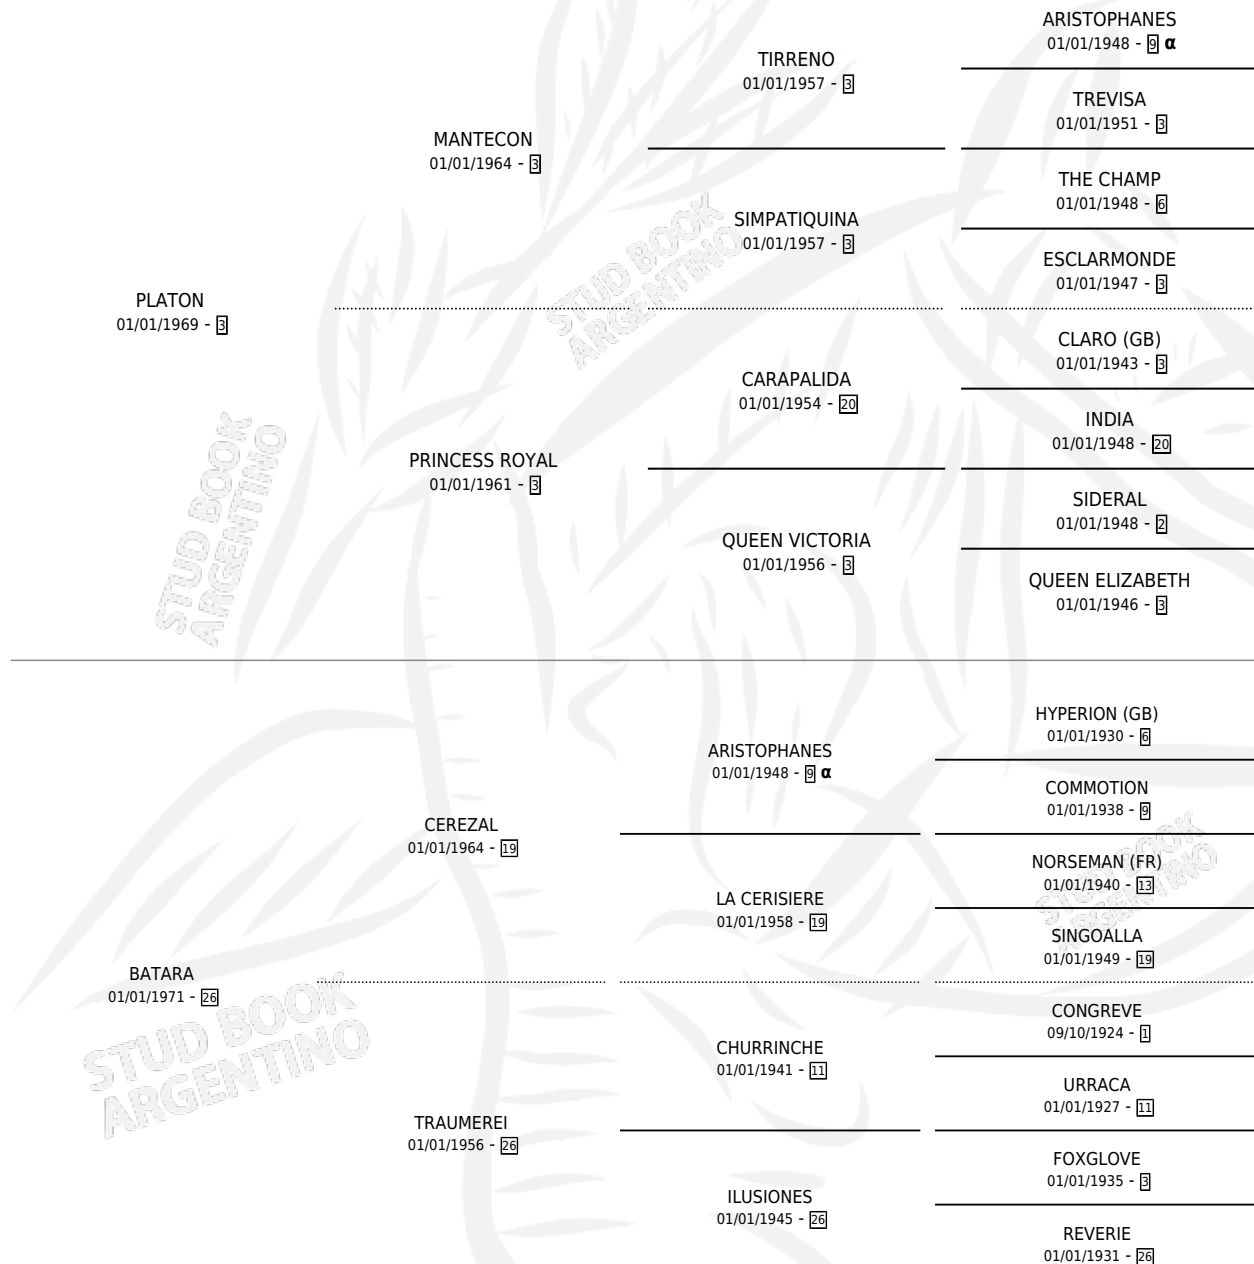 ARISTOPHANES
01/01/1948 - 9 α
TIRRENO
01/01/1957 - 3
TREVISA
01/01/1951 - 3
MANTECON
01/01/1964 - 3
THE CHAMP
01/01/1948 - 6
SIMPATIQUINA
01/01/1957 - 3
ESCLARMONDE
01/01/1947 - 3
PLATON
01/01/1969 - 3
STUD BOOK
ARGENTINO
CLARO (GB)
01/01/1943 - 3
CARAPALIDA
01/01/1954 - 20
INDIA
01/01/1948 - 20
PRINCESS ROYAL
01/01/1961 - 3
SIDERAL
01/01/1948 - 2
QUEEN VICTORIA
01/01/1956 - 3
QUEEN ELIZABETH
01/01/1946 - 3
STUD BOOK
ARGENTINO
HYPERION (GB)
01/01/1930 - 6
ARISTOPHANES
01/01/1948 - 9 α
COMMOTION
01/01/1938 - 9
CEREZAL
01/01/1964 - 19
NORSEMAN (FR)
01/01/1940 - 13
LA CERISIERE
01/01/1958 - 19
SINGOALLA
01/01/1949 - 19
STUD BOOK
ARGENTINO
BATARA
01/01/1971 - 26
CONGREVE
09/10/1924 - 1
CHURRINCHE
01/01/1941 - 11
URRACA
01/01/1927 - 11
STUD BOOK
ARGENTINO
TRAUMEREI
01/01/1956 - 26
FOXGLOVE
01/01/1935 - 3
ILUSIONES
01/01/1945 - 26
REVERIE
01/01/1931 - 26